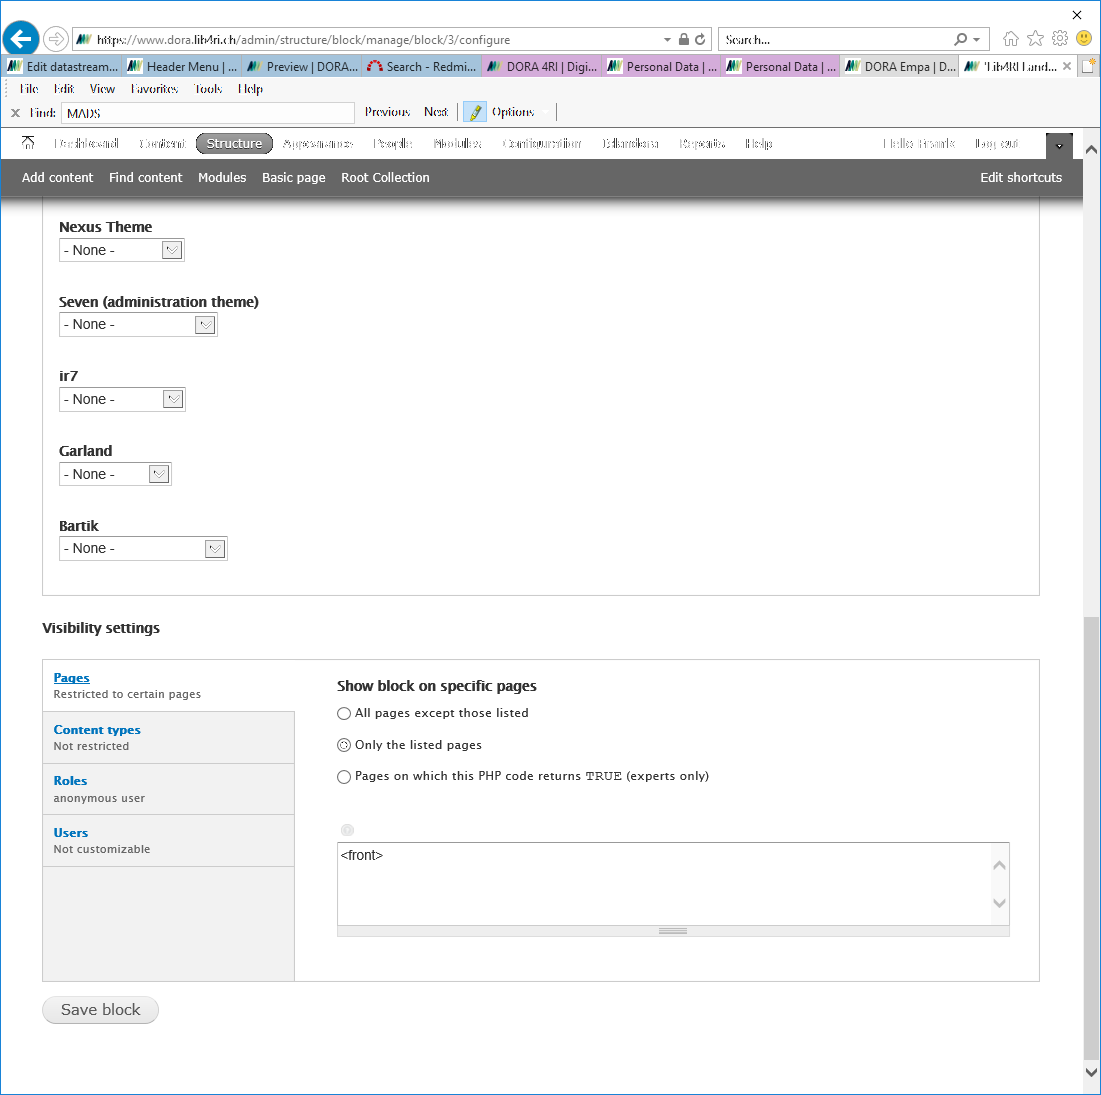 https://www.dora.lib4ri.ch/admin/structure/block/manage/block/3/configure
Search...
Edit datastream... Header Menu | ... Preview | DORA... Search - Redmi... DORA 4RI | Digi... Personal Data | ... Personal Data | ... DORA Empa | D... 'Lib4RI Land...
File Edit View Favorites Tools Help
Find: MADS Previous Next Options
Dashboard Content Structure Appearance People Modules Configuration Islandora Reports Help Hello Frank Log out
Add content Find content Modules Basic page Root Collection Edit shortcuts
Nexus Theme
- None -
Seven (administration theme)
- None -
ir7
- None -
Garland
- None -
Bartik
- None -
Visibility settings
Pages
Restricted to certain pages
Content types
Not restricted
Roles
anonymous user
Users
Not customizable
Show block on specific pages
All pages except those listed
Only the listed pages
Pages on which this PHP code returns TRUE (experts only)
<front>
Save block